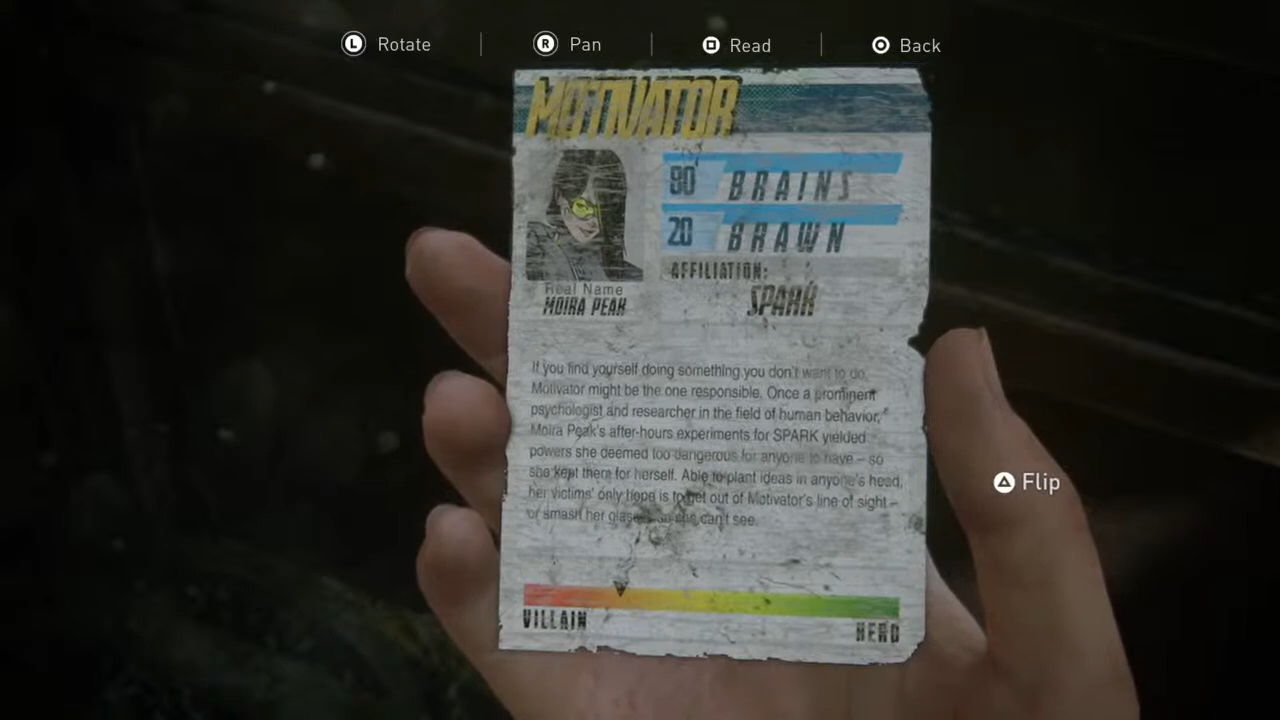 L Rotate
R Pan
Read
Back
MOTIVATOR
80 BRAINS
20 BRAWN
AFFILIATION:
SPARK
Real Name
MOIRA PEAK
If you find yourself doing something you don't want to do,
Motivator might be the one responsible. Once a prominent
psychologist and researcher in the field of human behavior,
Moira Peak's after-hours experiments for SPARK yielded
powers she deemed too dangerous for anyone to have – so
she kept them for herself. Able to plant ideas in anyone's head,
her victims' only hope is to get out of Motivator's line of sight –
or smash her glasses so she can't see.
Flip
VILLAIN
HERO